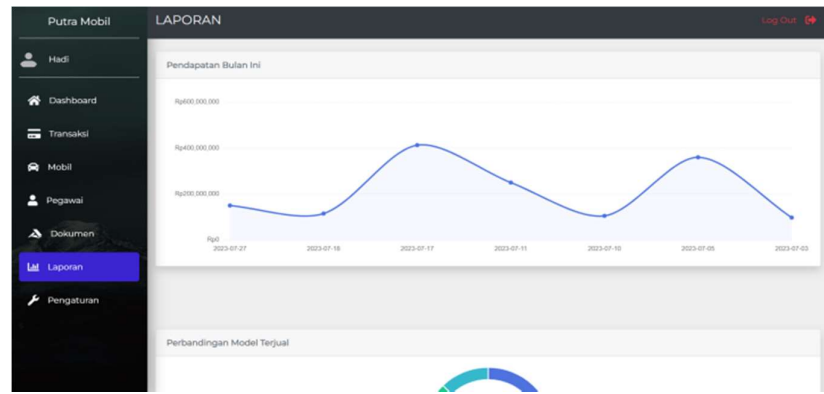 Putra Mobil
LAPORAN
Log Out
Hadi
Dashboard
Transaksi
Mobil
Pegawai
Dokumen
Laporan
Pengaturan
Pendapatan Bulan Ini
Rp600,000,000
Rp400,000,000
Rp200,000,000
Rp0
2023-07-27 2023-07-18 2023-07-17 2023-07-11 2023-07-10 2023-07-05 2023-07-03
Perbandingan Model Terjual